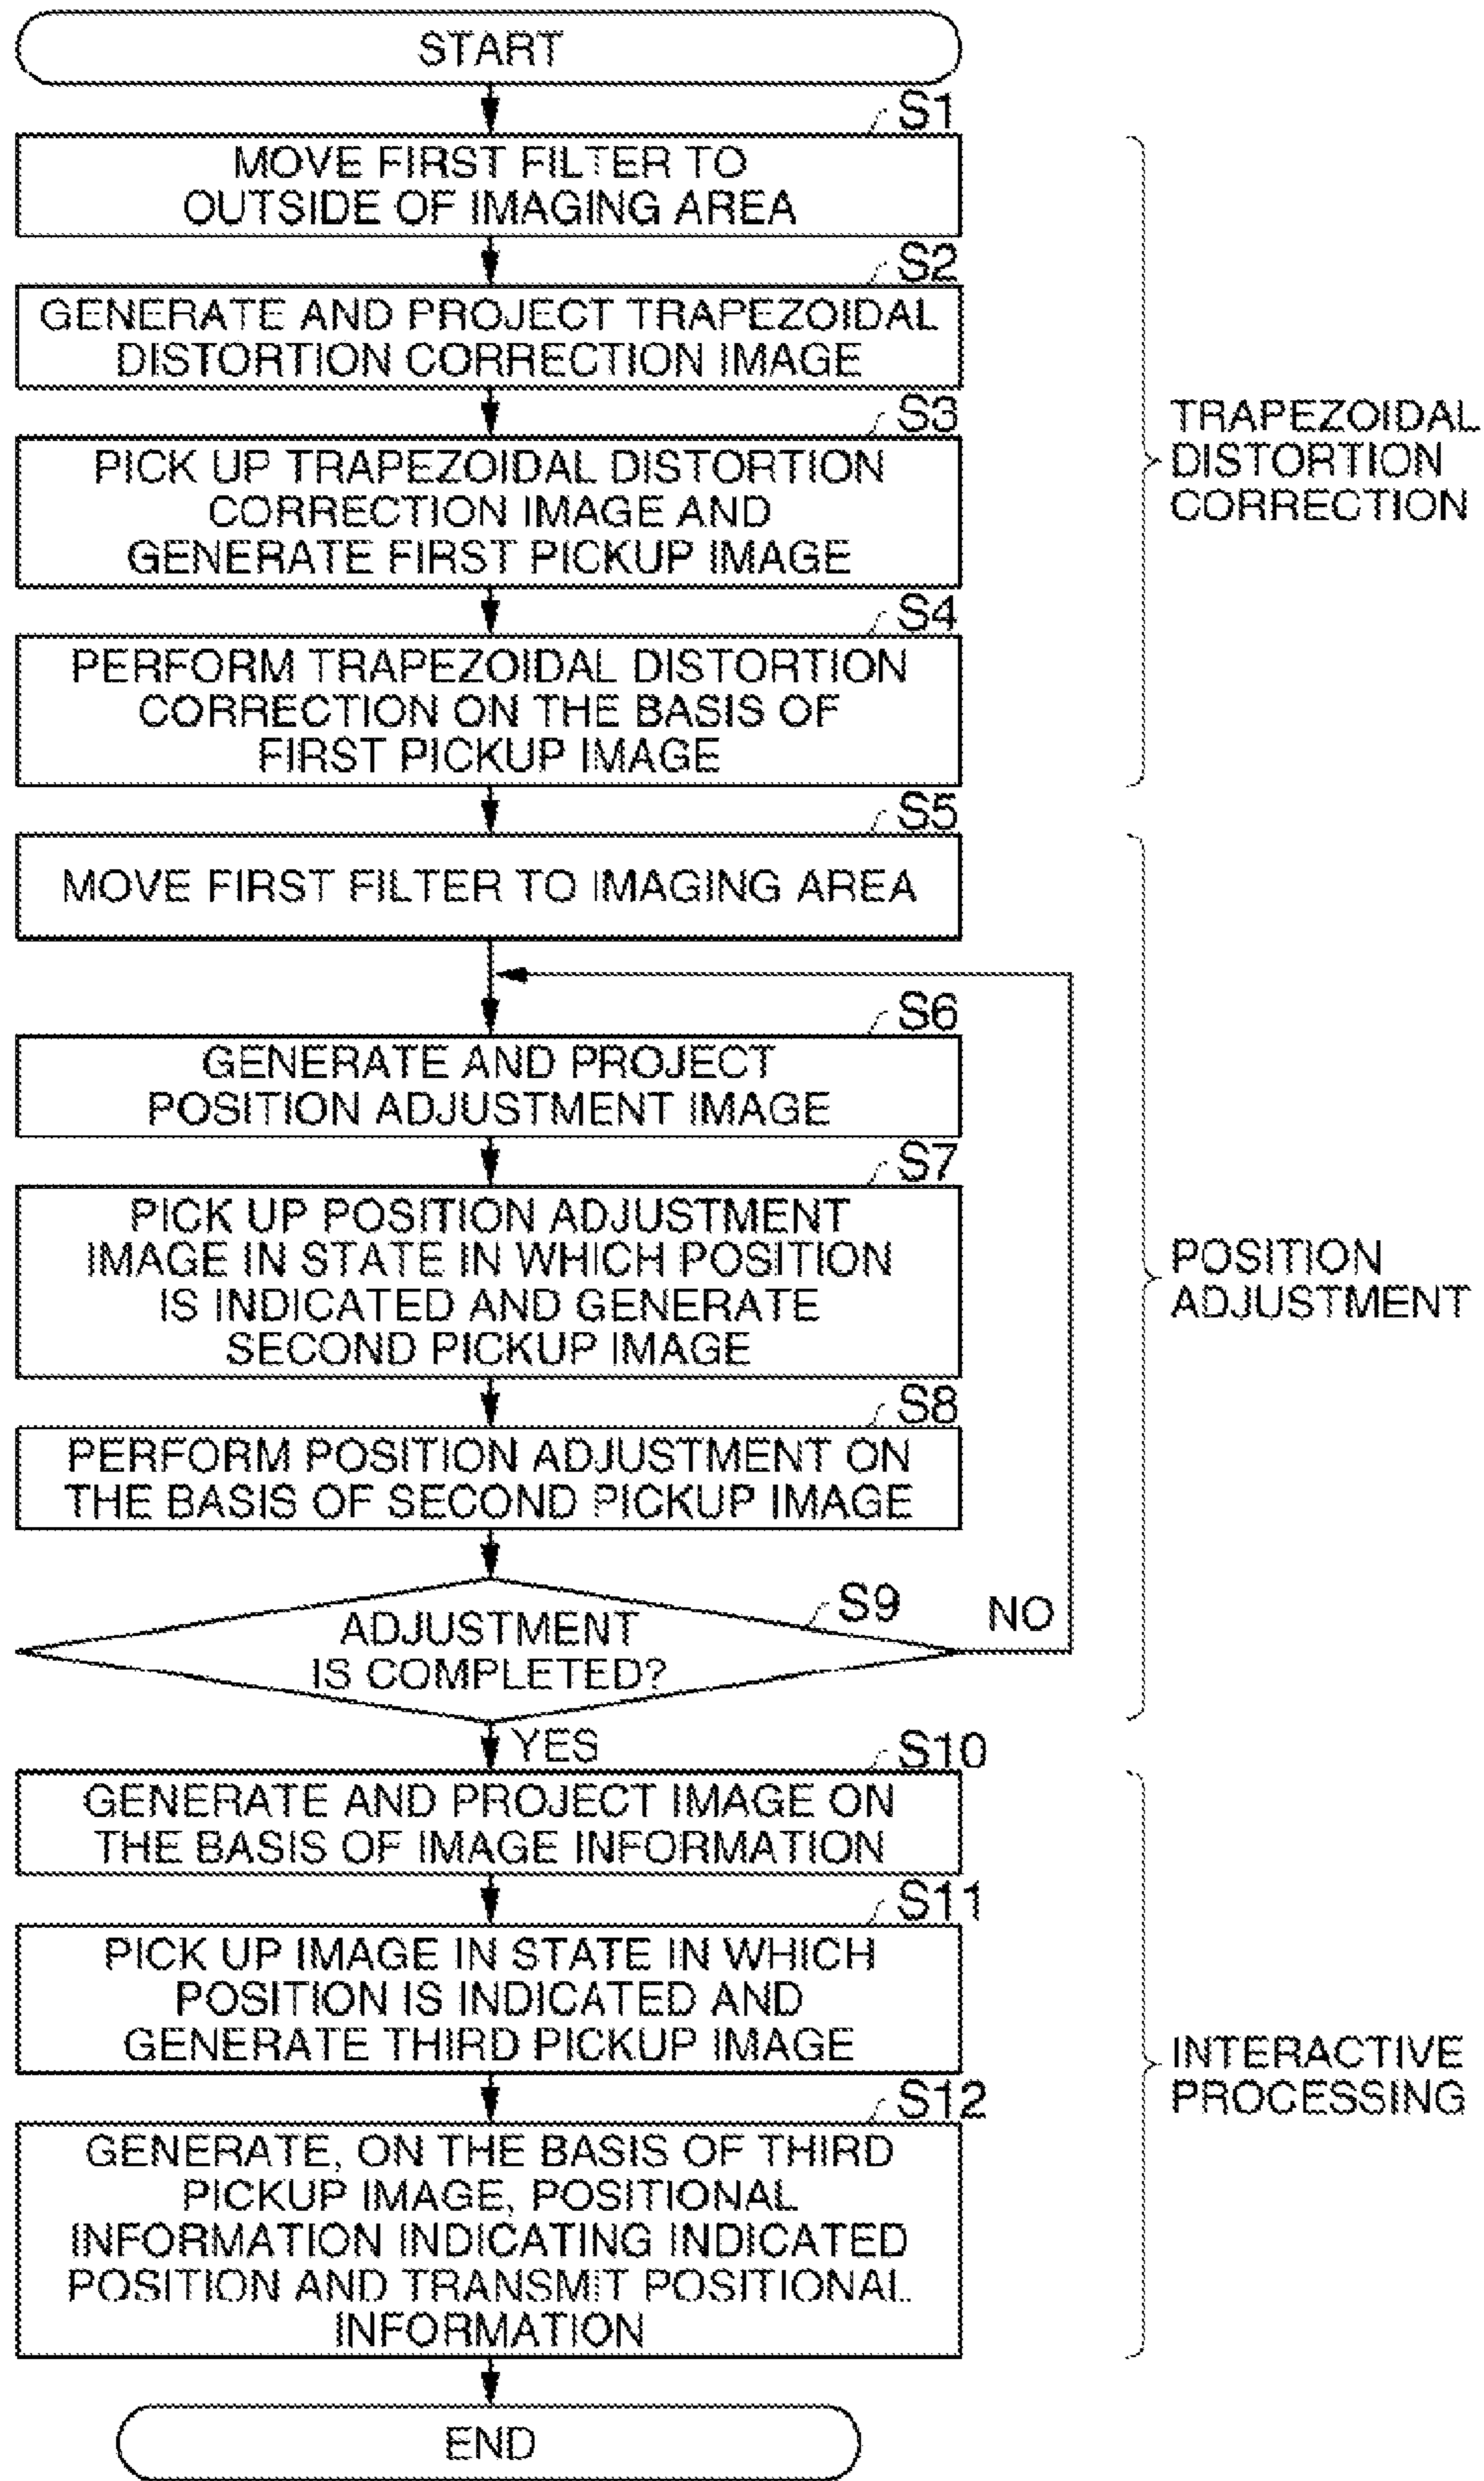 START
S1
MOVE FIRST FILTER TO
OUTSIDE OF IMAGING AREA
S2
GENERATE AND PROJECT TRAPEZOIDAL
DISTORTION CORRECTION IMAGE
S3
PICK UP TRAPEZOIDAL DISTORTION
CORRECTION IMAGE AND
GENERATE FIRST PICKUP IMAGE
S4
PERFORM TRAPEZOIDAL DISTORTION
CORRECTION ON THE BASIS OF
FIRST PICKUP IMAGE
TRAPEZOIDAL
DISTORTION
CORRECTION
S5
MOVE FIRST FILTER TO IMAGING AREA
S6
GENERATE AND PROJECT
POSITION ADJUSTMENT IMAGE
S7
PICK UP POSITION ADJUSTMENT
IMAGE IN STATE IN WHICH POSITION
IS INDICATED AND GENERATE
SECOND PICKUP IMAGE
S8
PERFORM POSITION ADJUSTMENT ON
THE BASIS OF SECOND PICKUP IMAGE
S9
ADJUSTMENT
IS COMPLETED?
NO
YES
POSITION
ADJUSTMENT
S10
GENERATE AND PROJECT IMAGE ON
THE BASIS OF IMAGE INFORMATION
S11
PICK UP IMAGE IN STATE IN WHICH
POSITION IS INDICATED AND
GENERATE THIRD PICKUP IMAGE
S12
GENERATE, ON THE BASIS OF THIRD
PICKUP IMAGE, POSITIONAL
INFORMATION INDICATING INDICATED
POSITION AND TRANSMIT POSITIONAL
INFORMATION
INTERACTIVE
PROCESSING
END